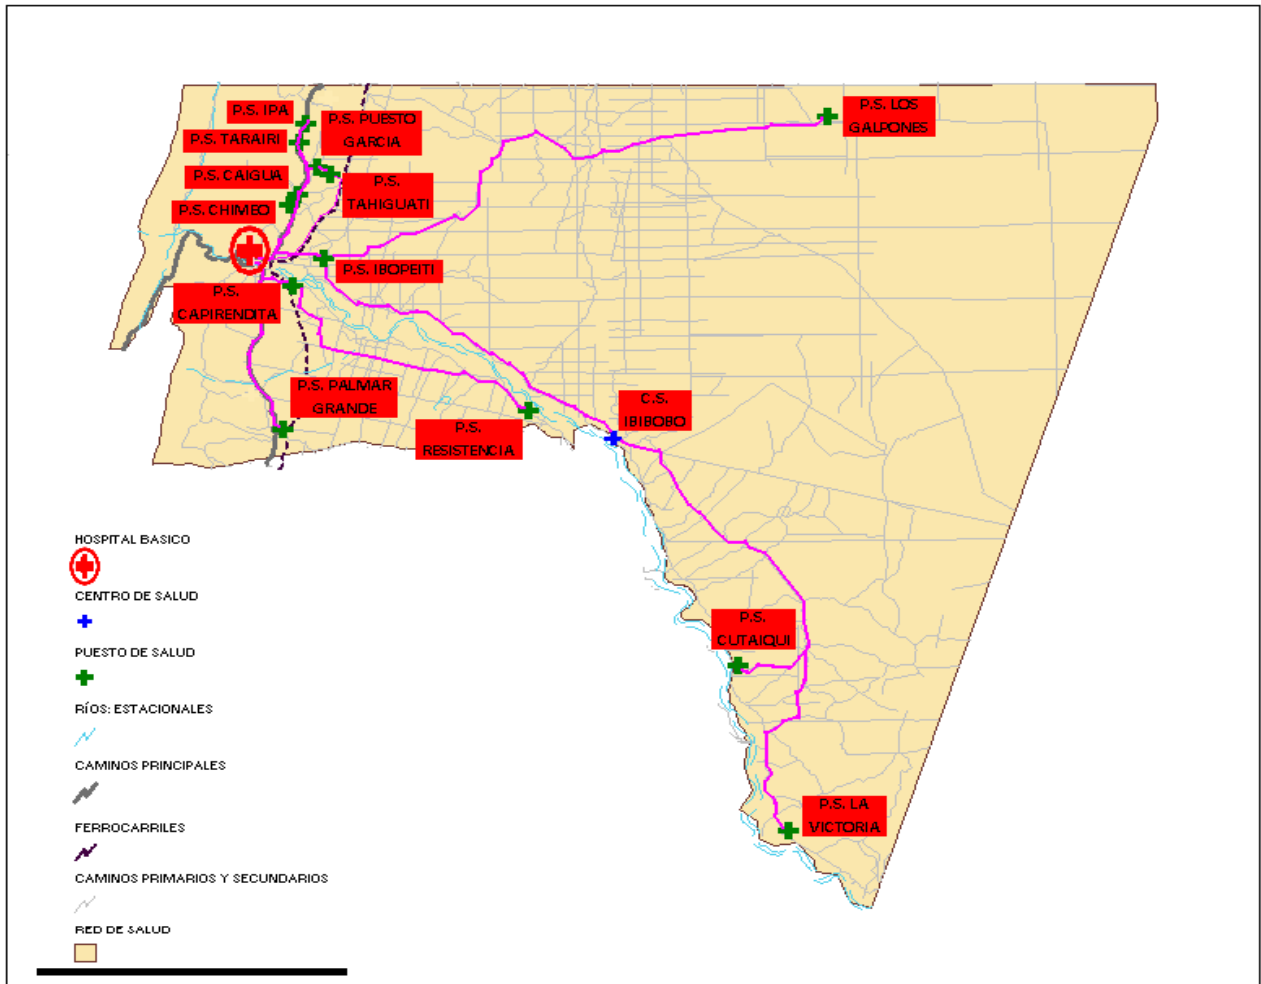 P.S. IPA
P.S. TARAIRI
P.S. PUESTO
GARCIA
P.S. LOS
GALPONES
P.S. CAIGUA
P.S.
TAHIGUATI
P.S. CHIMEO
P.S. IBOPEITI
P.S.
CAPIRENDITA
P.S. PALMAR
GRANDE
P.S.
RESISTENCIA
C.S.
IBIBOBO
P.S.
CUTAIQUI
P.S. LA
VICTORIA
HOSPITAL BASICO
CENTRO DE SALUD
PUESTO DE SALUD
RÍOS: ESTACIONALES
CAMINOS PRINCIPALES
FERROCARRILES
CAMINOS PRIMARIOS Y SECUNDARIOS
RED DE SALUD